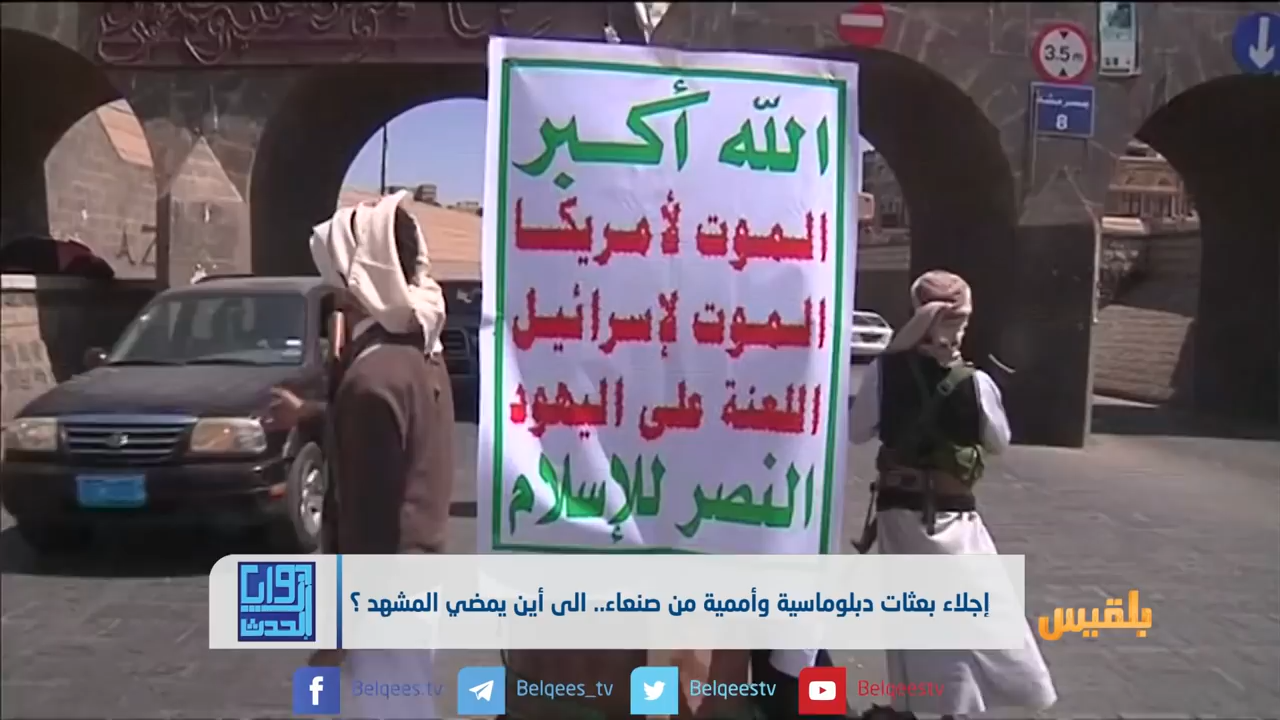 3.5m
8
الله أكبر
الموت لأمريكا
الموت لإسرائيل
اللعنة على اليهود
النصر للإسلام
إجلاء بعثات دبلوماسية وأممية من صنعاء.. الى أين يمضي المشهد ؟
أبواب الحدث
بلقيس
Belqees.tv
Belqees_tv
Belqeestv
Belqeestv